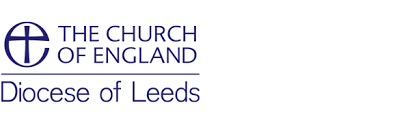 THE CHURCH
OF ENGLAND
Diocese of Leeds